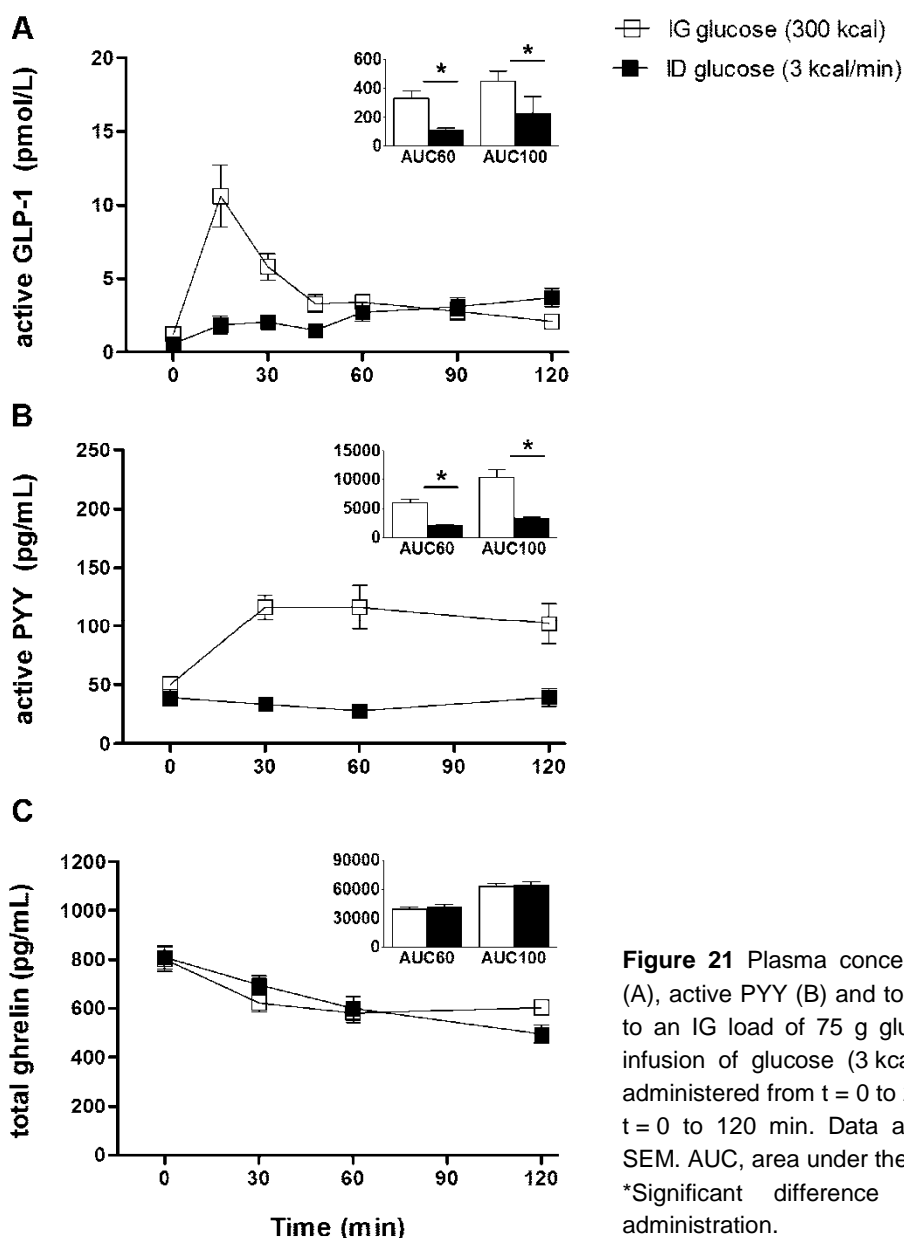 A
IG glucose (300 kcal)
ID glucose (3 kcal/min)
active GLP-1 (pmol/L)
20
15
10
5
0
0 30 60 90 120
600
400
200
0
* *
AUC60 AUC100
B
active PYY (pg/mL)
250
200
150
100
50
0
0 30 60 90 120
15000
10000
5000
0
* *
AUC60 AUC100
C
total ghrelin (pg/mL)
1200
1000
800
600
400
200
0
0 30 60 90 120
90000
60000
30000
0
AUC60 AUC100
Time (min)
Figure 21 Plasma conce
(A), active PYY (B) and to
to an IG load of 75 g glu
infusion of glucose (3 kca
administered from t = 0 to
t = 0 to 120 min. Data a
SEM. AUC, area under the
*Significant difference
administration.